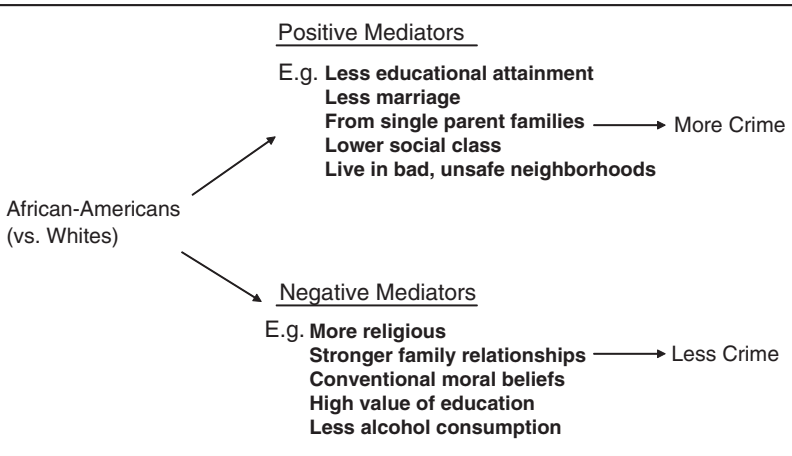 Positive Mediators
E.g. Less educational attainment
Less marriage
From single parent families
More Crime
Lower social class
Live in bad, unsafe neighborhoods
African-Americans
(vs. Whites)
Negative Mediators
E.g. More religious
Stronger family relationships
Less Crime
Conventional moral beliefs
High value of education
Less alcohol consumption